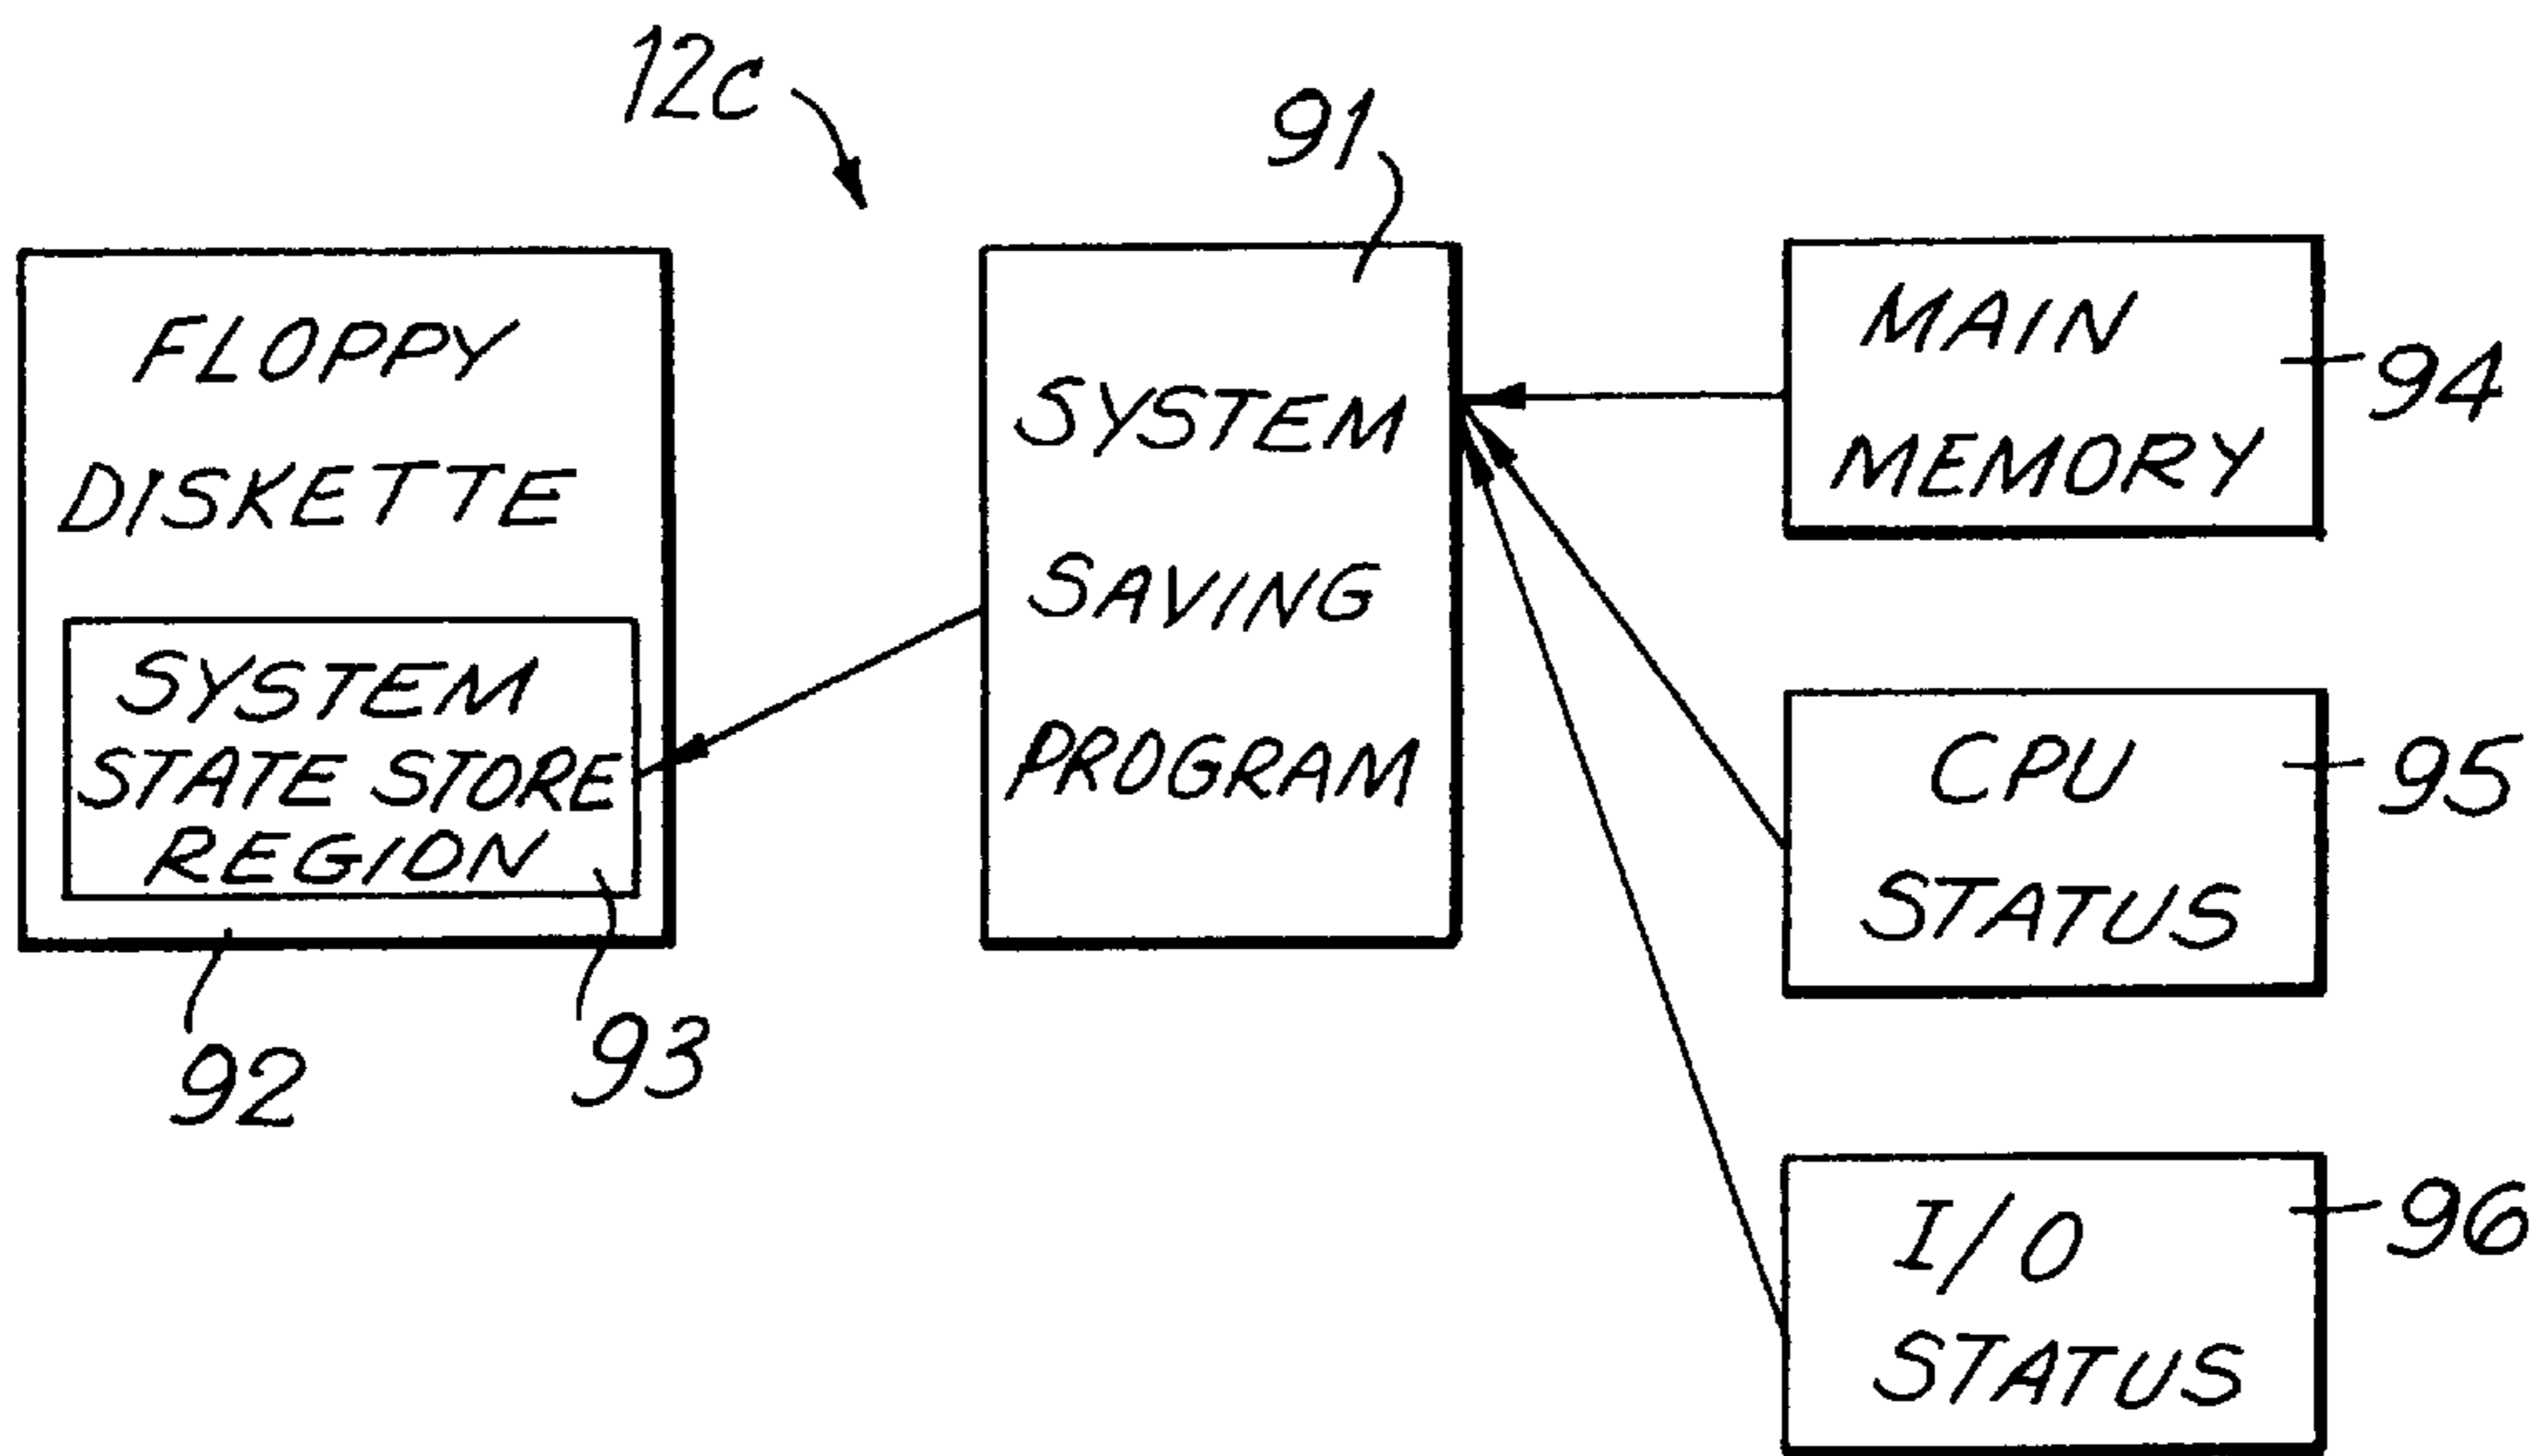 12c
91
FLOPPY
DISKETTE
SYSTEM
STATE STORE
REGION
92
93
SYSTEM
SAVING
PROGRAM
MAIN
MEMORY
94
CPU
STATUS
95
I/O
STATUS
96